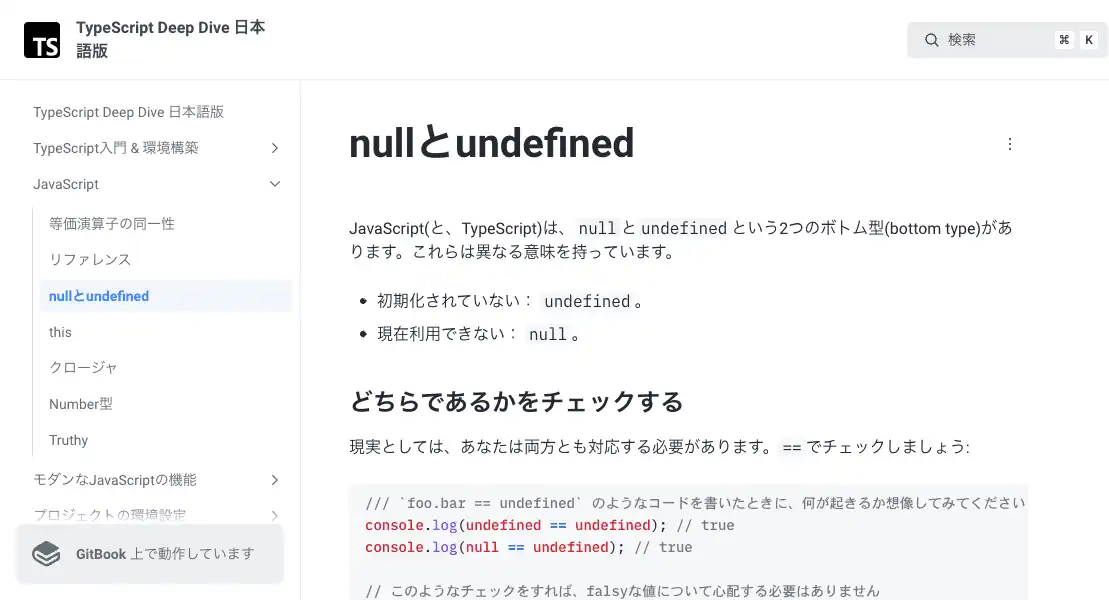 TS
TypeScript Deep Dive 日本
語版
検索
⌘ K
TypeScript Deep Dive 日本語版
TypeScript入門 & 環境構築
JavaScript
等価演算子の同一性
リファレンス
nullとundefined
this
クロージャ
Number型
Truthy
モダンなJavaScriptの機能
プロジェクトの環境設定
GitBook 上で動作しています
nullとundefined
JavaScript(と、TypeScript)は、 null と undefined という2つのボトム型(bottom type)があ
ります。これらは異なる意味を持っています。
初期化されていない： undefined 。
現在利用できない： null 。
どちらであるかをチェックする
現実としては、あなたは両方とも対応する必要があります。 == でチェックしましょう:
/// `foo.bar == undefined` のようなコードを書いたときに、何が起きるか想像してみてください
console.log(undefined == undefined); // true
console.log(null == undefined); // true
// このようなチェックをすれば、falsyな値について心配する必要はありません